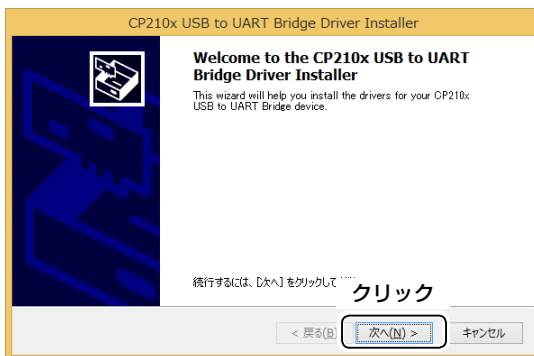 CP210x USB to UART Bridge Driver Installer
Welcome to the CP210x USB to UART
Bridge Driver Installer
This wizard will help you install the drivers for your CP210x
USB to UART Bridge device.
続行するには、[次へ] をクリックして
クリック
< 戻る(B)
次へ(N) >
キャンセル